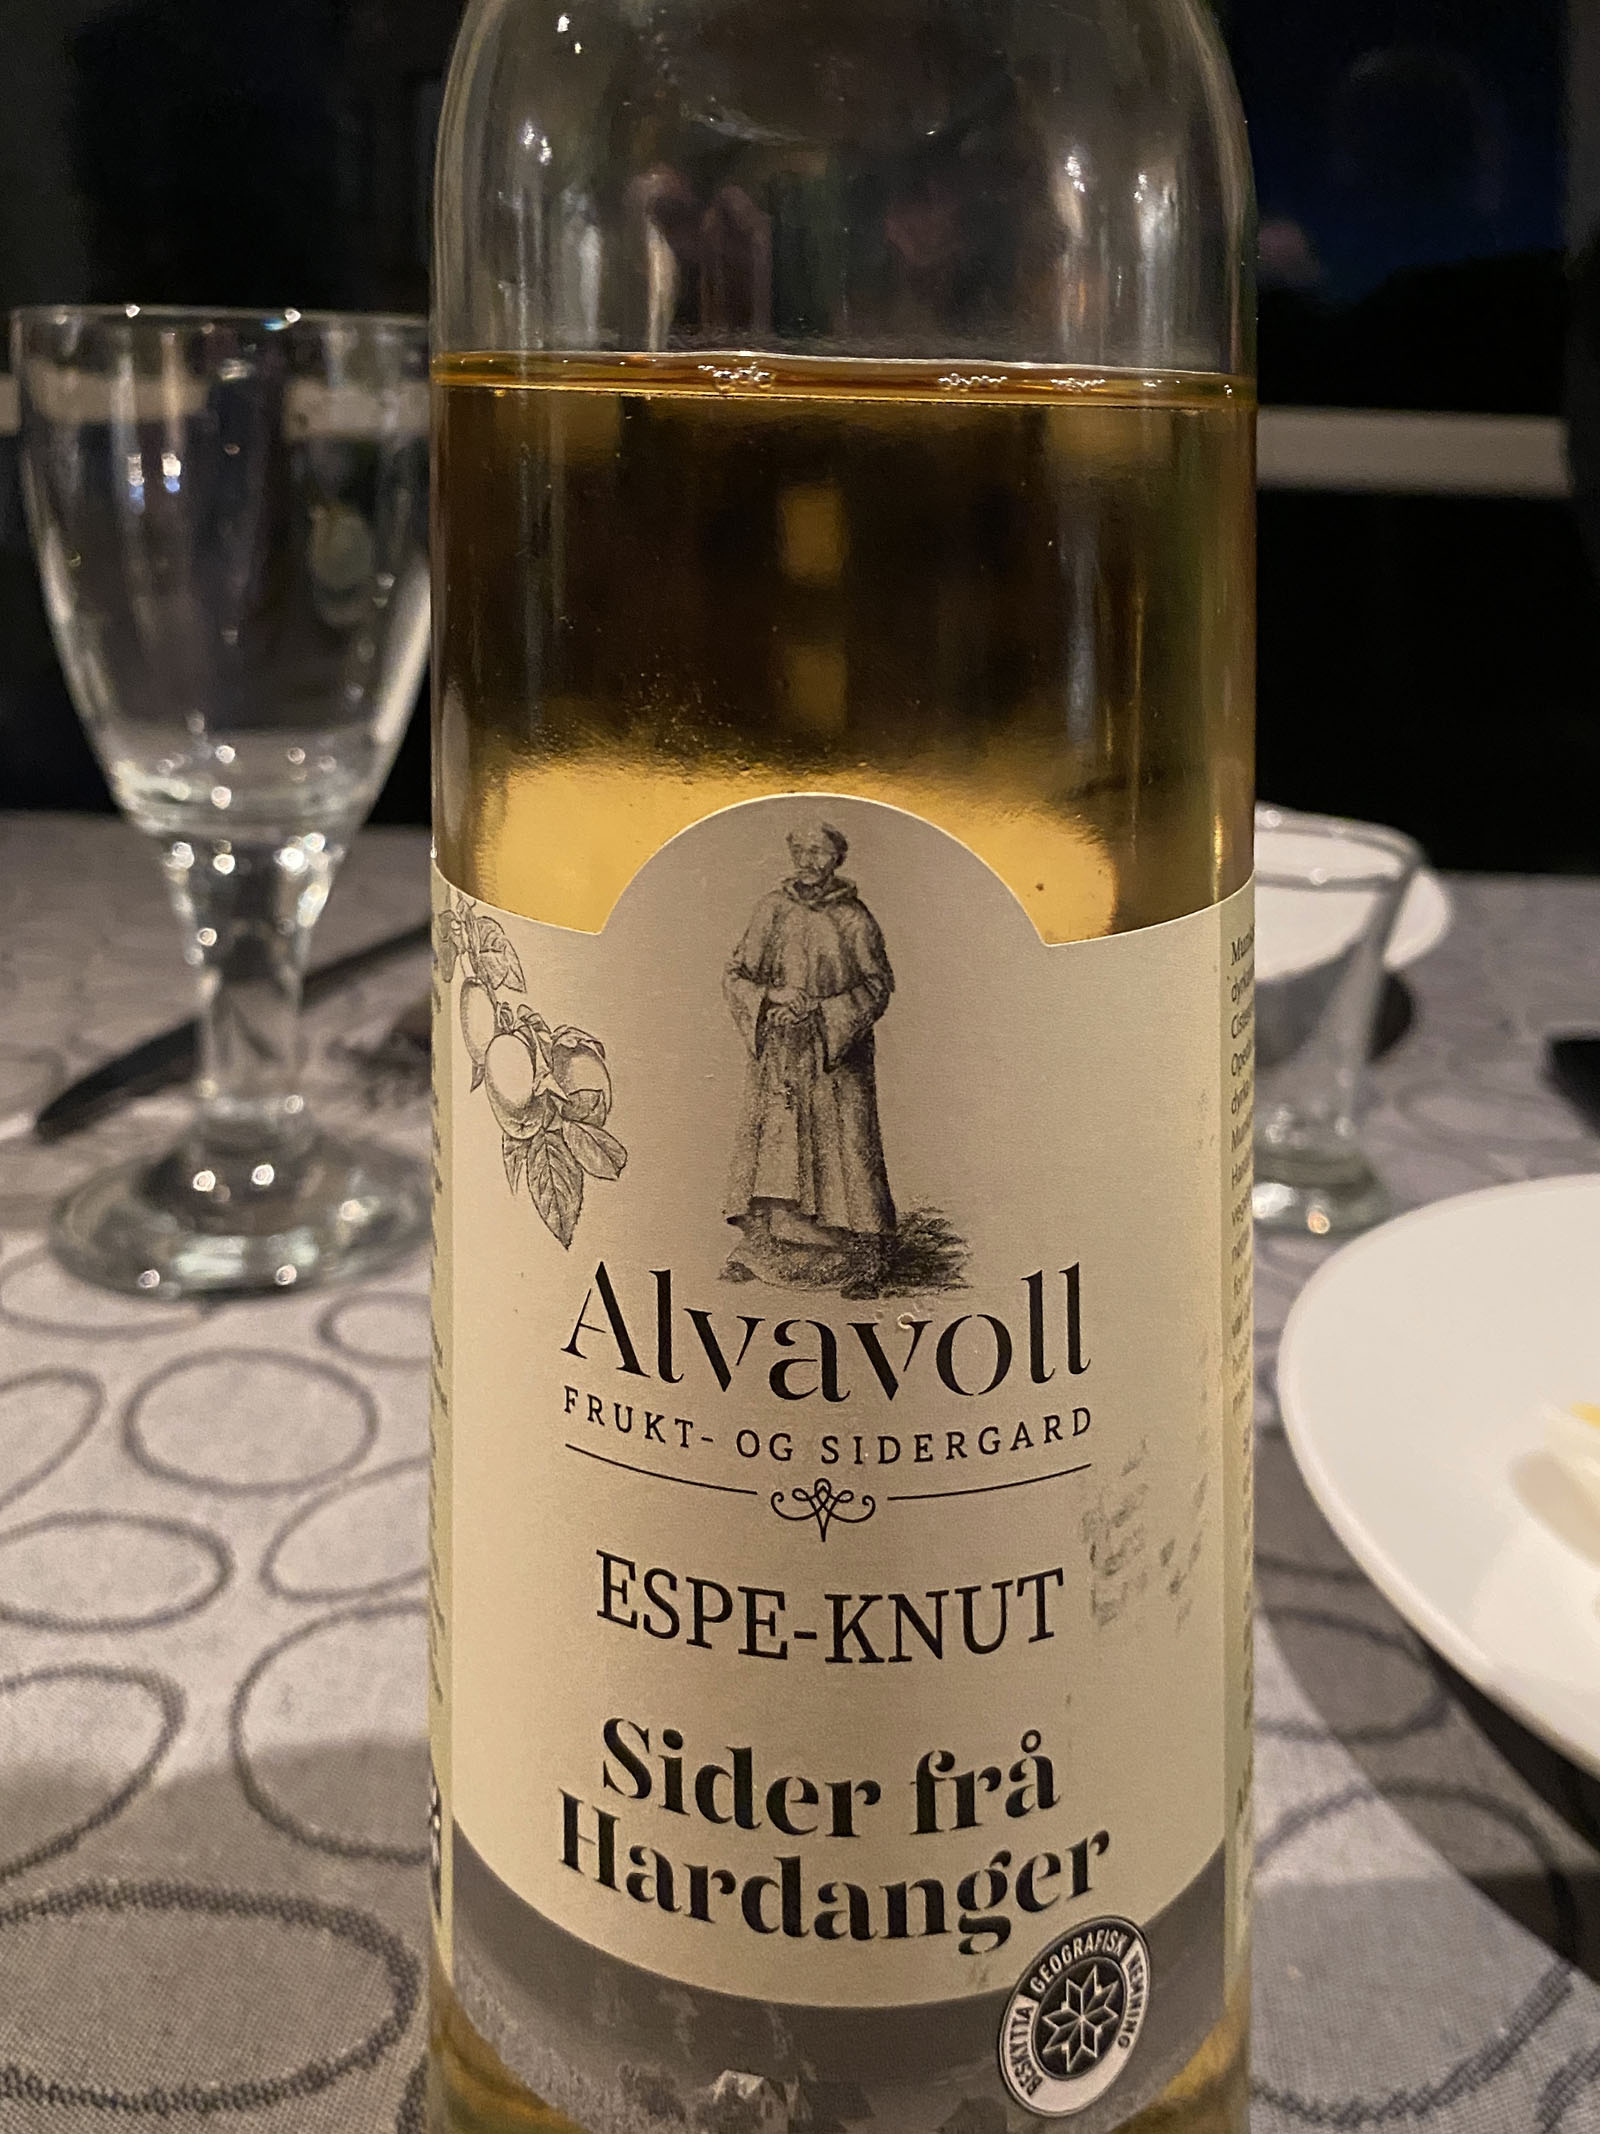 Alvavoll
FRUKT- OG SIDERGARD
ESPE-KNUT
Sider frå
Hardanger
BESKYTTA GEOGRAFISK NEMNING